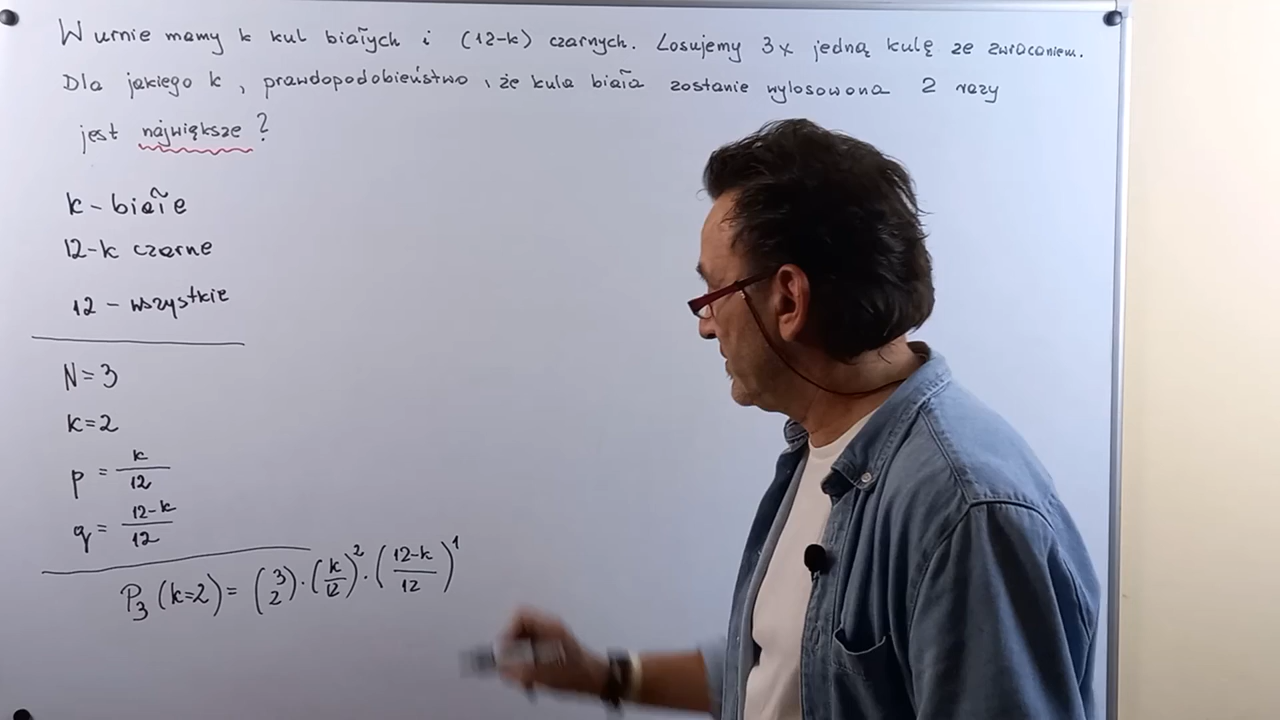 W urnie mamy k kul białych i (12-k) czarnych. Losujemy 3x jedną kulę ze zwracaniem.
Dla jakiego k, prawdopodobieństwo, że kula biała zostanie wylosowana 2 razy
jest największe?
k - białe
12-k czarne
12 - wszystkie
N=3
k=2
p = k/12
q = 12-k/12
P₃(k=2) = (3 2)·(k/12)²·(12-k/12)¹